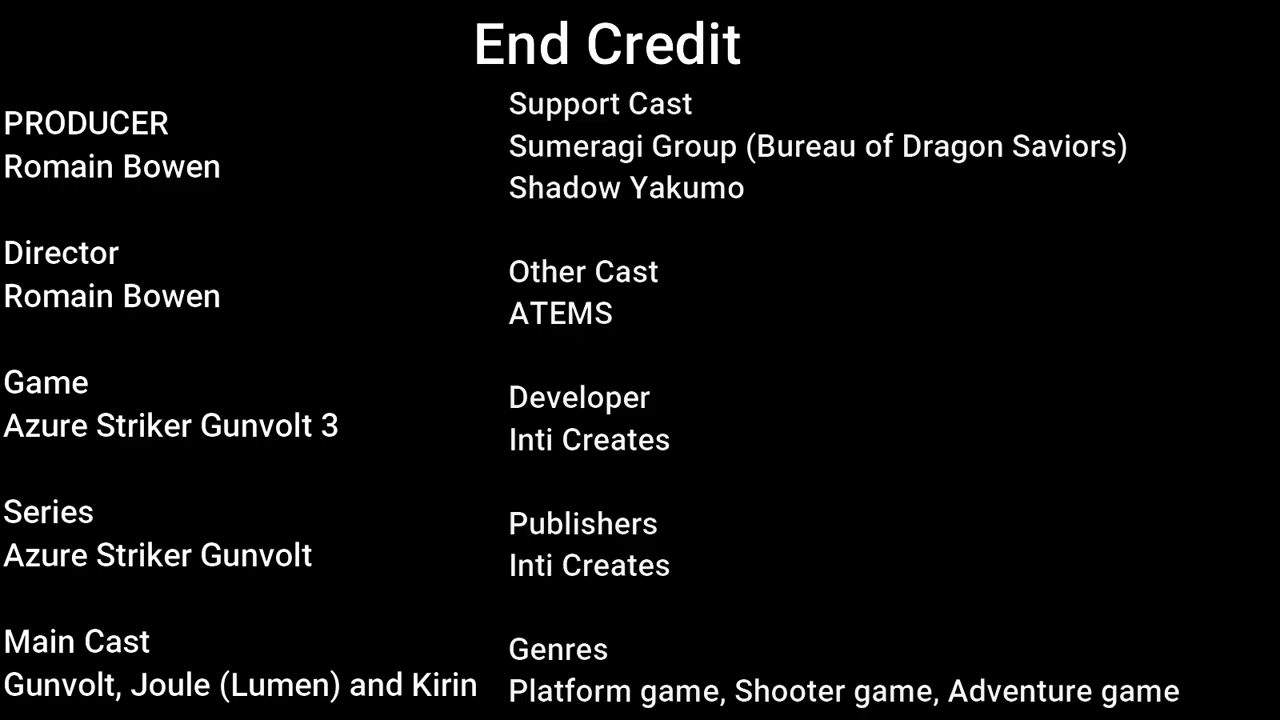 End Credit
PRODUCER
Romain Bowen
Director
Romain Bowen
Game
Azure Striker Gunvolt 3
Series
Azure Striker Gunvolt
Main Cast
Gunvolt, Joule (Lumen) and Kirin
Support Cast
Sumeragi Group (Bureau of Dragon Saviors)
Shadow Yakumo
Other Cast
ATEMS
Developer
Inti Creates
Publishers
Inti Creates
Genres
Platform game, Shooter game, Adventure game